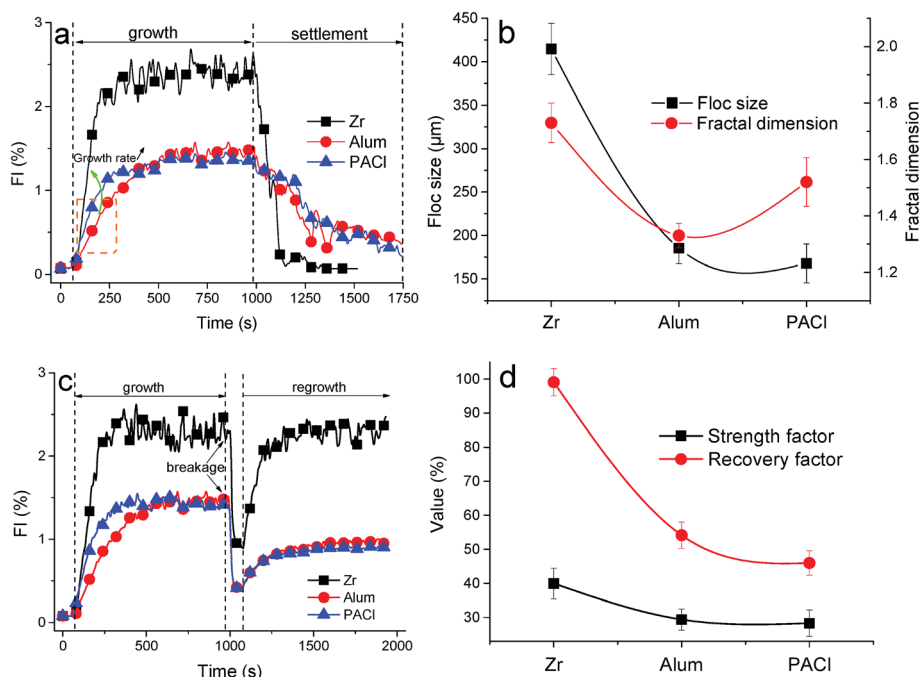 a
growth
settlement
FI (%)
3
2
1
0
Zr
Alum
PACl
Growth rate
0
250
500
750
1000
1250
1500
1750
Time (s)
b
Floc size (μm)
450
400
350
300
250
200
150
Floc size
Fractal dimension
2.0
1.8
1.6
1.4
1.2
Fractal dimension
Zr
Alum
PACl
c
growth
regrowth
breakage
FI (%)
3
2
1
0
Zr
Alum
PACl
0
500
1000
1500
2000
Time (s)
d
Value (%)
100
90
80
70
60
50
40
30
Strength factor
Recovery factor
Zr
Alum
PACl